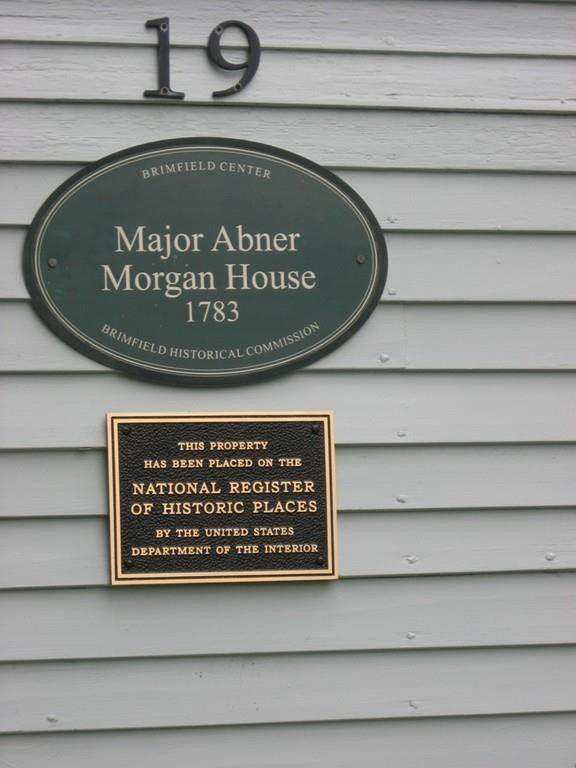 19
BRIMFIELD CENTER
Major Abner
Morgan House
1783
BRIMFIELD HISTORICAL COMMISSION
THIS PROPERTY
HAS BEEN PLACED ON THE
NATIONAL REGISTER
OF HISTORIC PLACES
BY THE UNITED STATES
DEPARTMENT OF THE INTERIOR